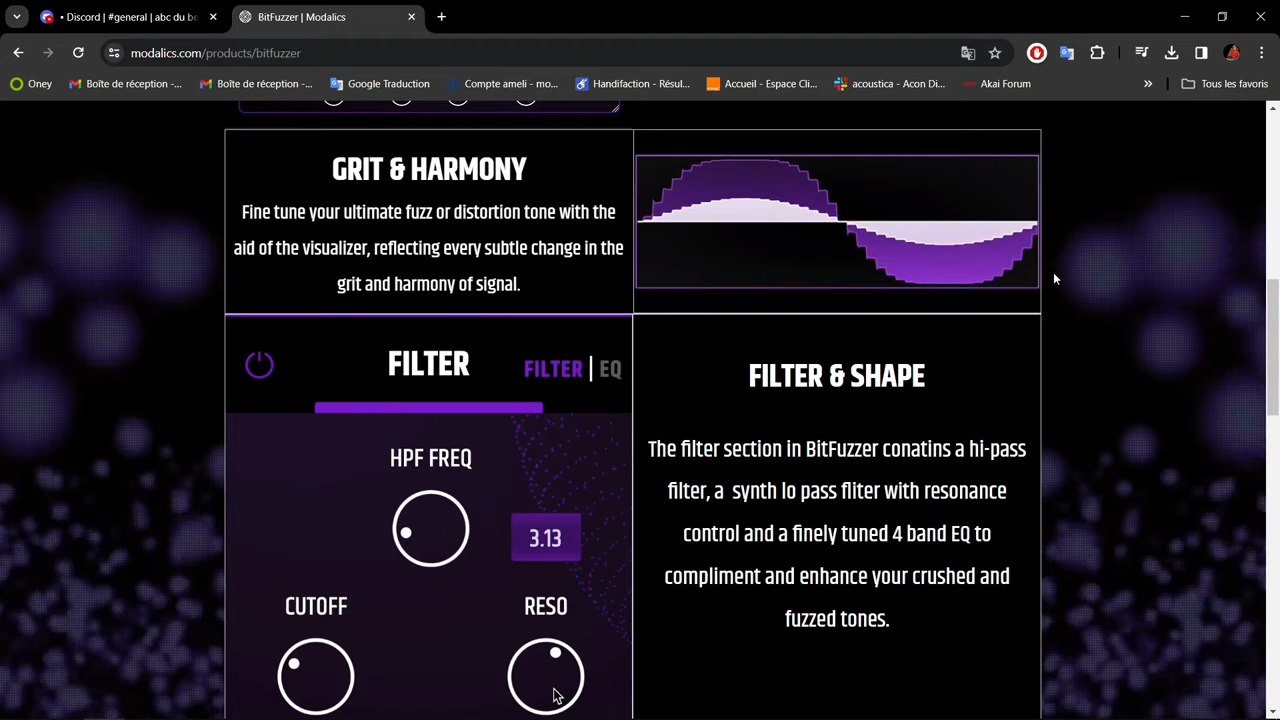 • Discord | #general | abc du be
BitFuzzer | Modalics
modalics.com/products/bitfuzzer
Oney
Boîte de réception -...
Boîte de réception -...
Google Traduction
Compte ameli - mo...
Handifaction - Résul...
Accueil - Espace Cli...
acoustica - Acon Di...
Akai Forum
»
Tous les favoris
GRIT & HARMONY
Fine tune your ultimate fuzz or distortion tone with the
aid of the visualizer, reflecting every subtle change in the
grit and harmony of signal.
FILTER
FILTER | EQ
HPF FREQ
3.13
CUTOFF
RESO
FILTER & SHAPE
The filter section in BitFuzzer conatins a hi-pass
filter, a synth lo pass fliter with resonance
control and a finely tuned 4 band EQ to
compliment and enhance your crushed and
fuzzed tones.